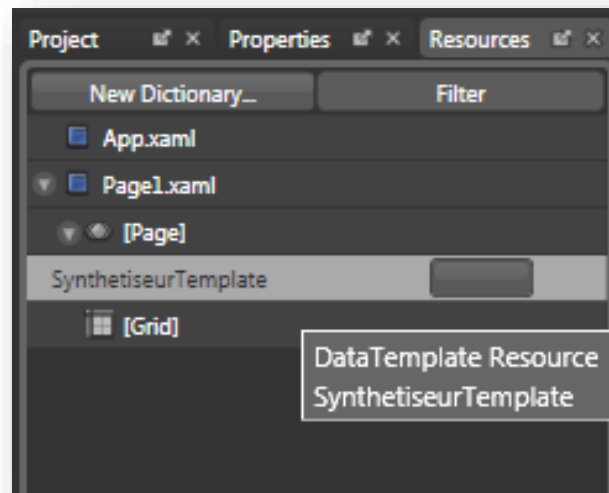 Project Properties Resources
New Dictionary... Filter
App.xaml
Page1.xaml
[Page]
SynthetiseurTemplate
[Grid]
DataTemplate Resource
SynthetiseurTemplate